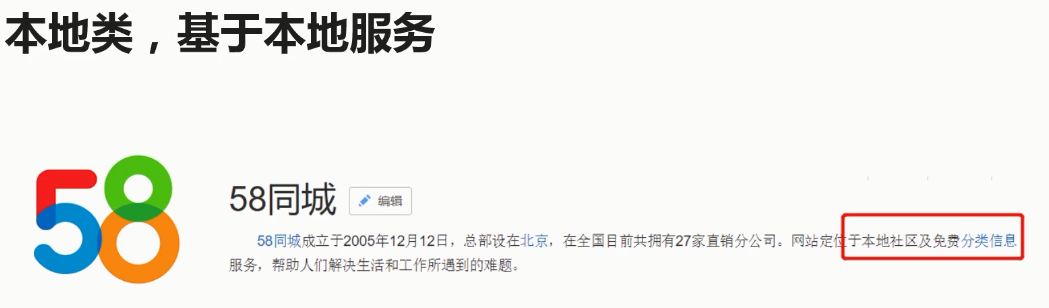 本地类，基于本地服务
58
58同城 编辑
58同城成立于2005年12月12日，总部设在北京，在全国目前共拥有27家直销分公司。网站定位于本地社区及免费分类信息
服务，帮助人们解决生活和工作所遇到的难题。